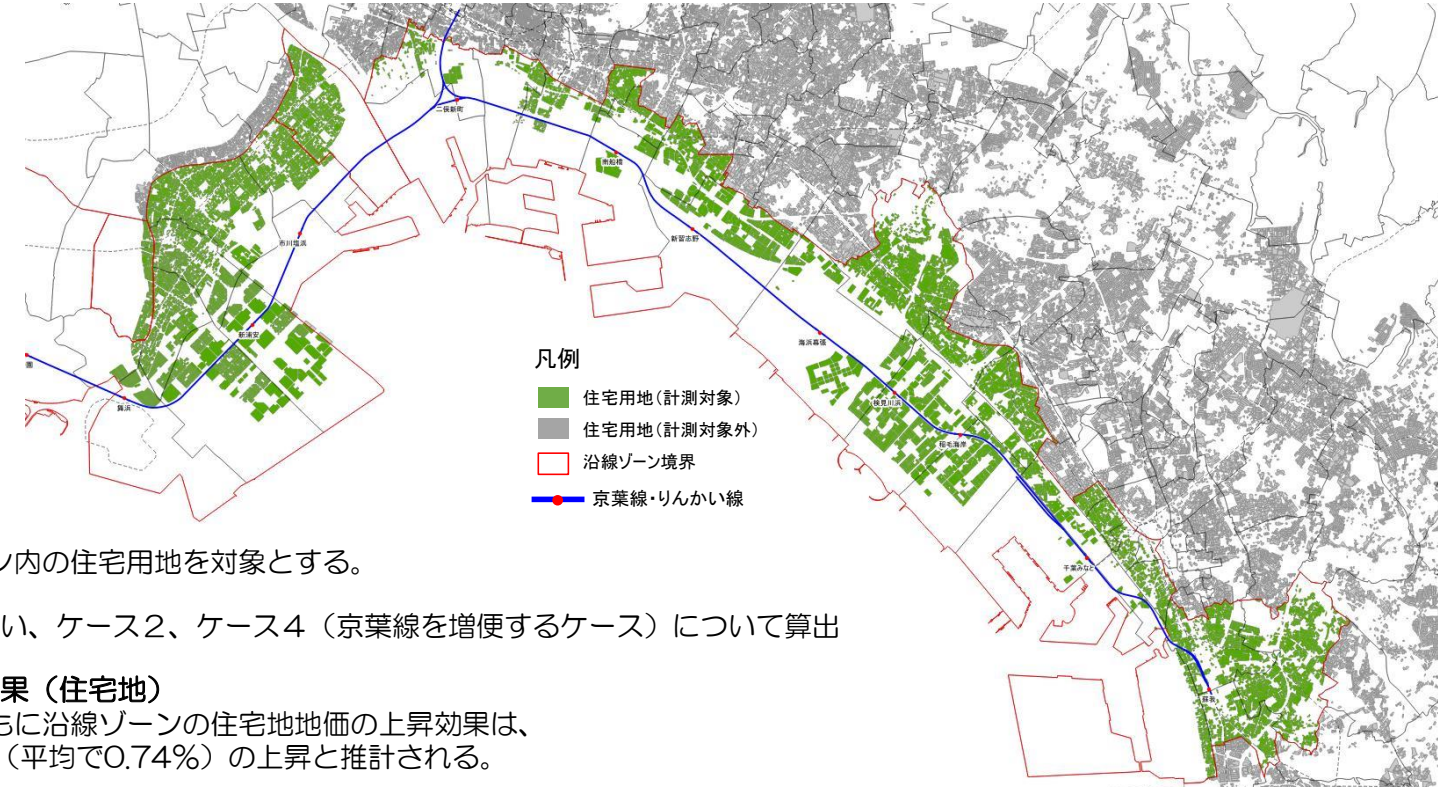 二俣新町
南船橋
市川塩浜
新習志野
新浦安
海浜幕張
舞浜
検見川浜
稲毛海岸
千葉みなと
蘇我
園
凡例
住宅用地(計測対象)
住宅用地(計測対象外)
沿線ゾーン境界
京葉線・りんかい線
ン内の住宅用地を対象とする。
い、ケース2、ケース4（京葉線を増便するケース）について算出
果（住宅地）
もに沿線ゾーンの住宅地地価の上昇効果は、
（平均で0.74%）の上昇と推計される。